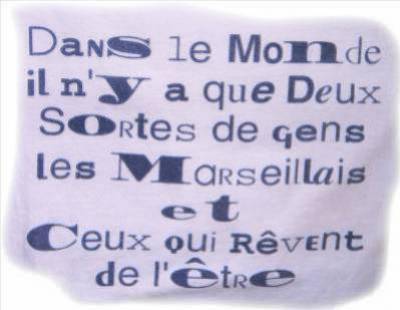 Dans le Monde
il n'y a que Deux
Sortes de gens
les Marseillais
et
Ceux qui Rêvent
de l'être